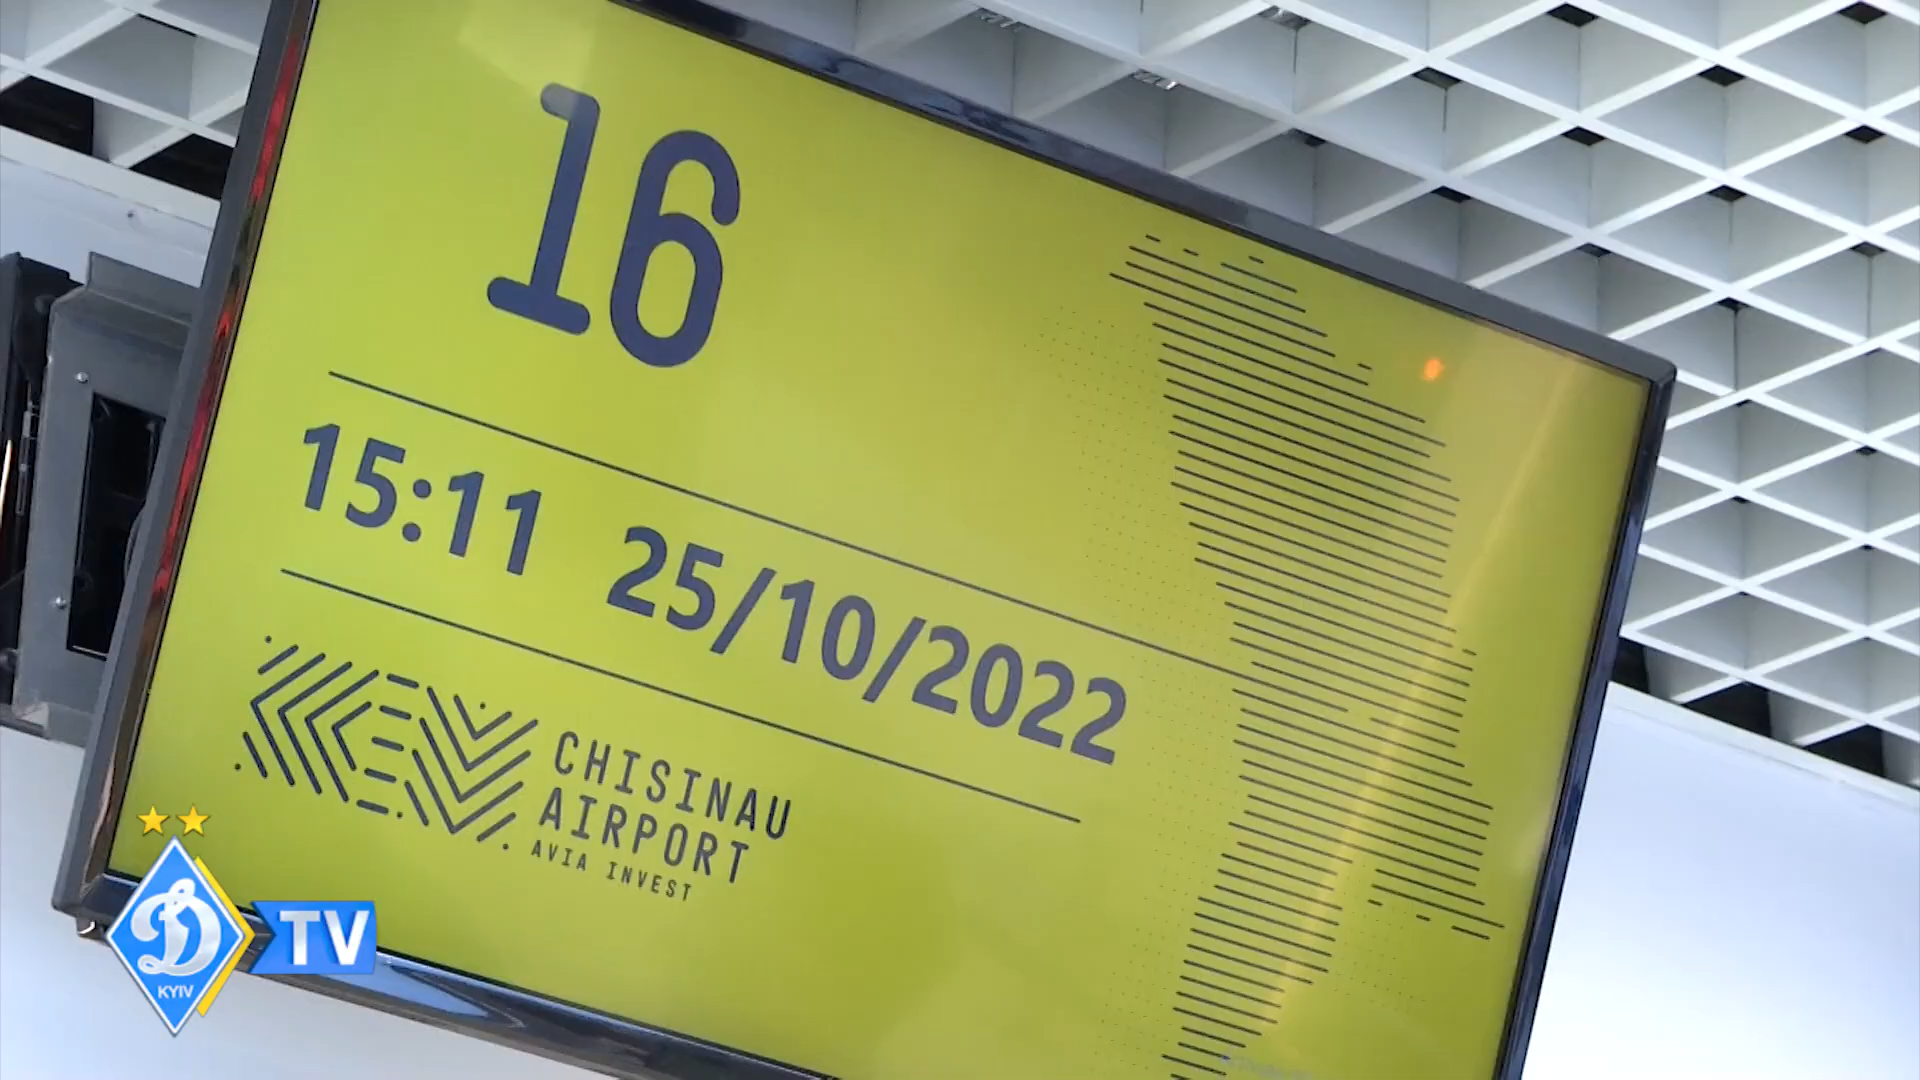 16
15:11 25/10/2022
CHISINAU
AIRPORT
AVIA INVEST
KYIV
TV